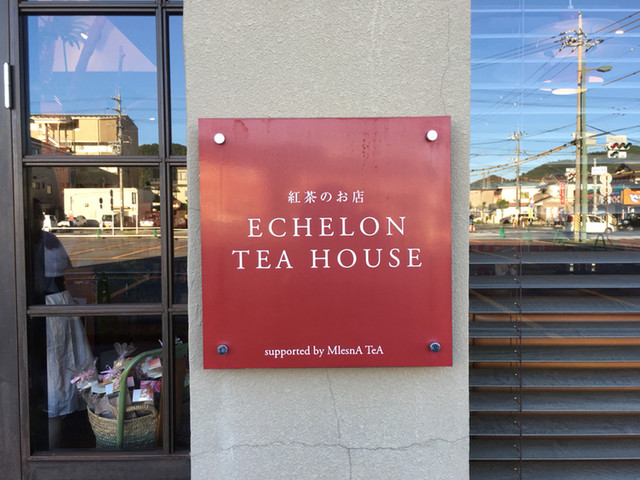 紅茶のお店
ECHELON
TEA HOUSE
supported by MlesnA TeA